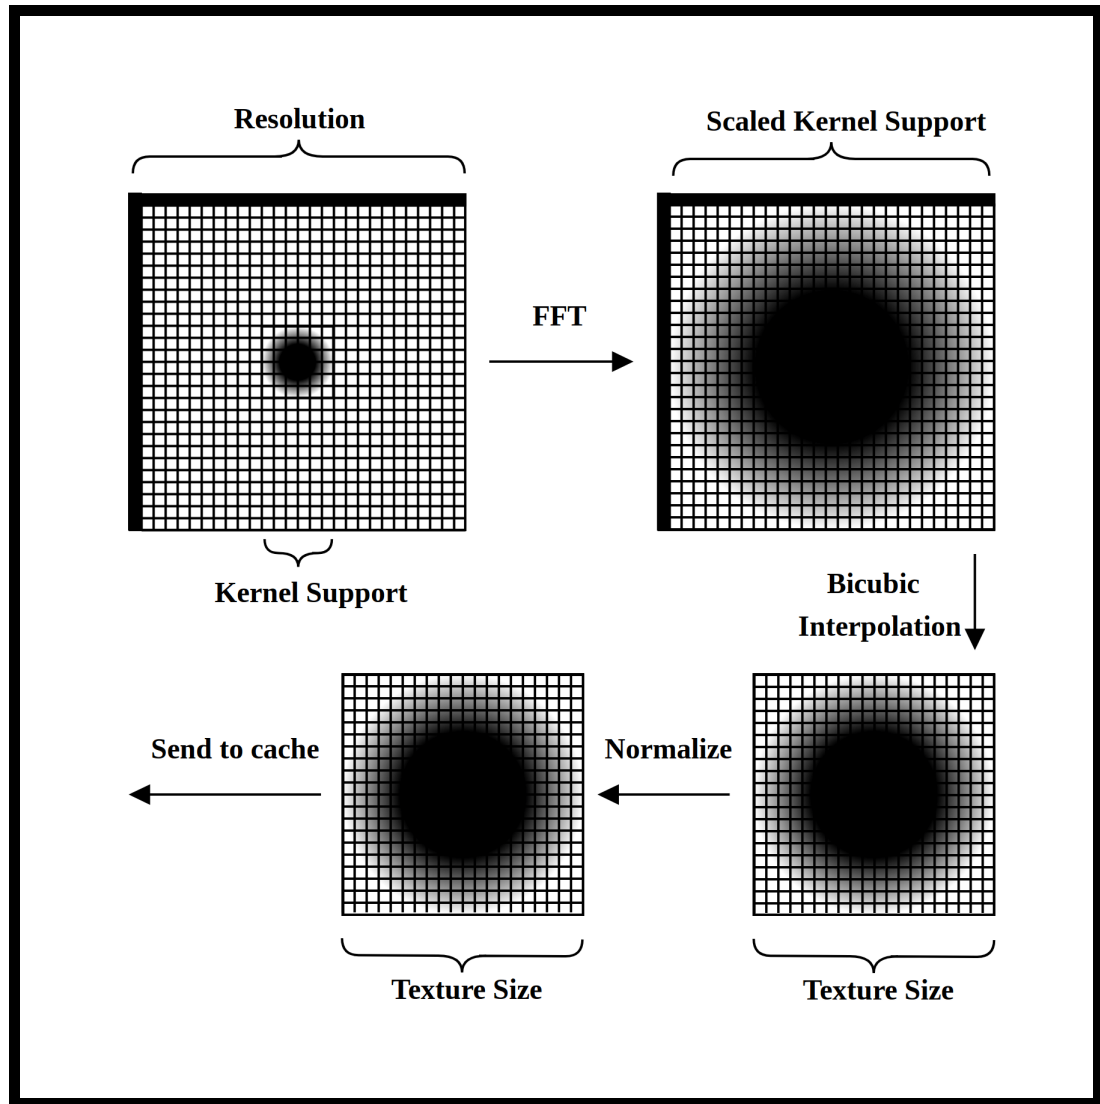 Resolution
Scaled Kernel Support
FFT
Kernel Support
Bicubic
Interpolation
Send to cache
Normalize
Texture Size
Texture Size